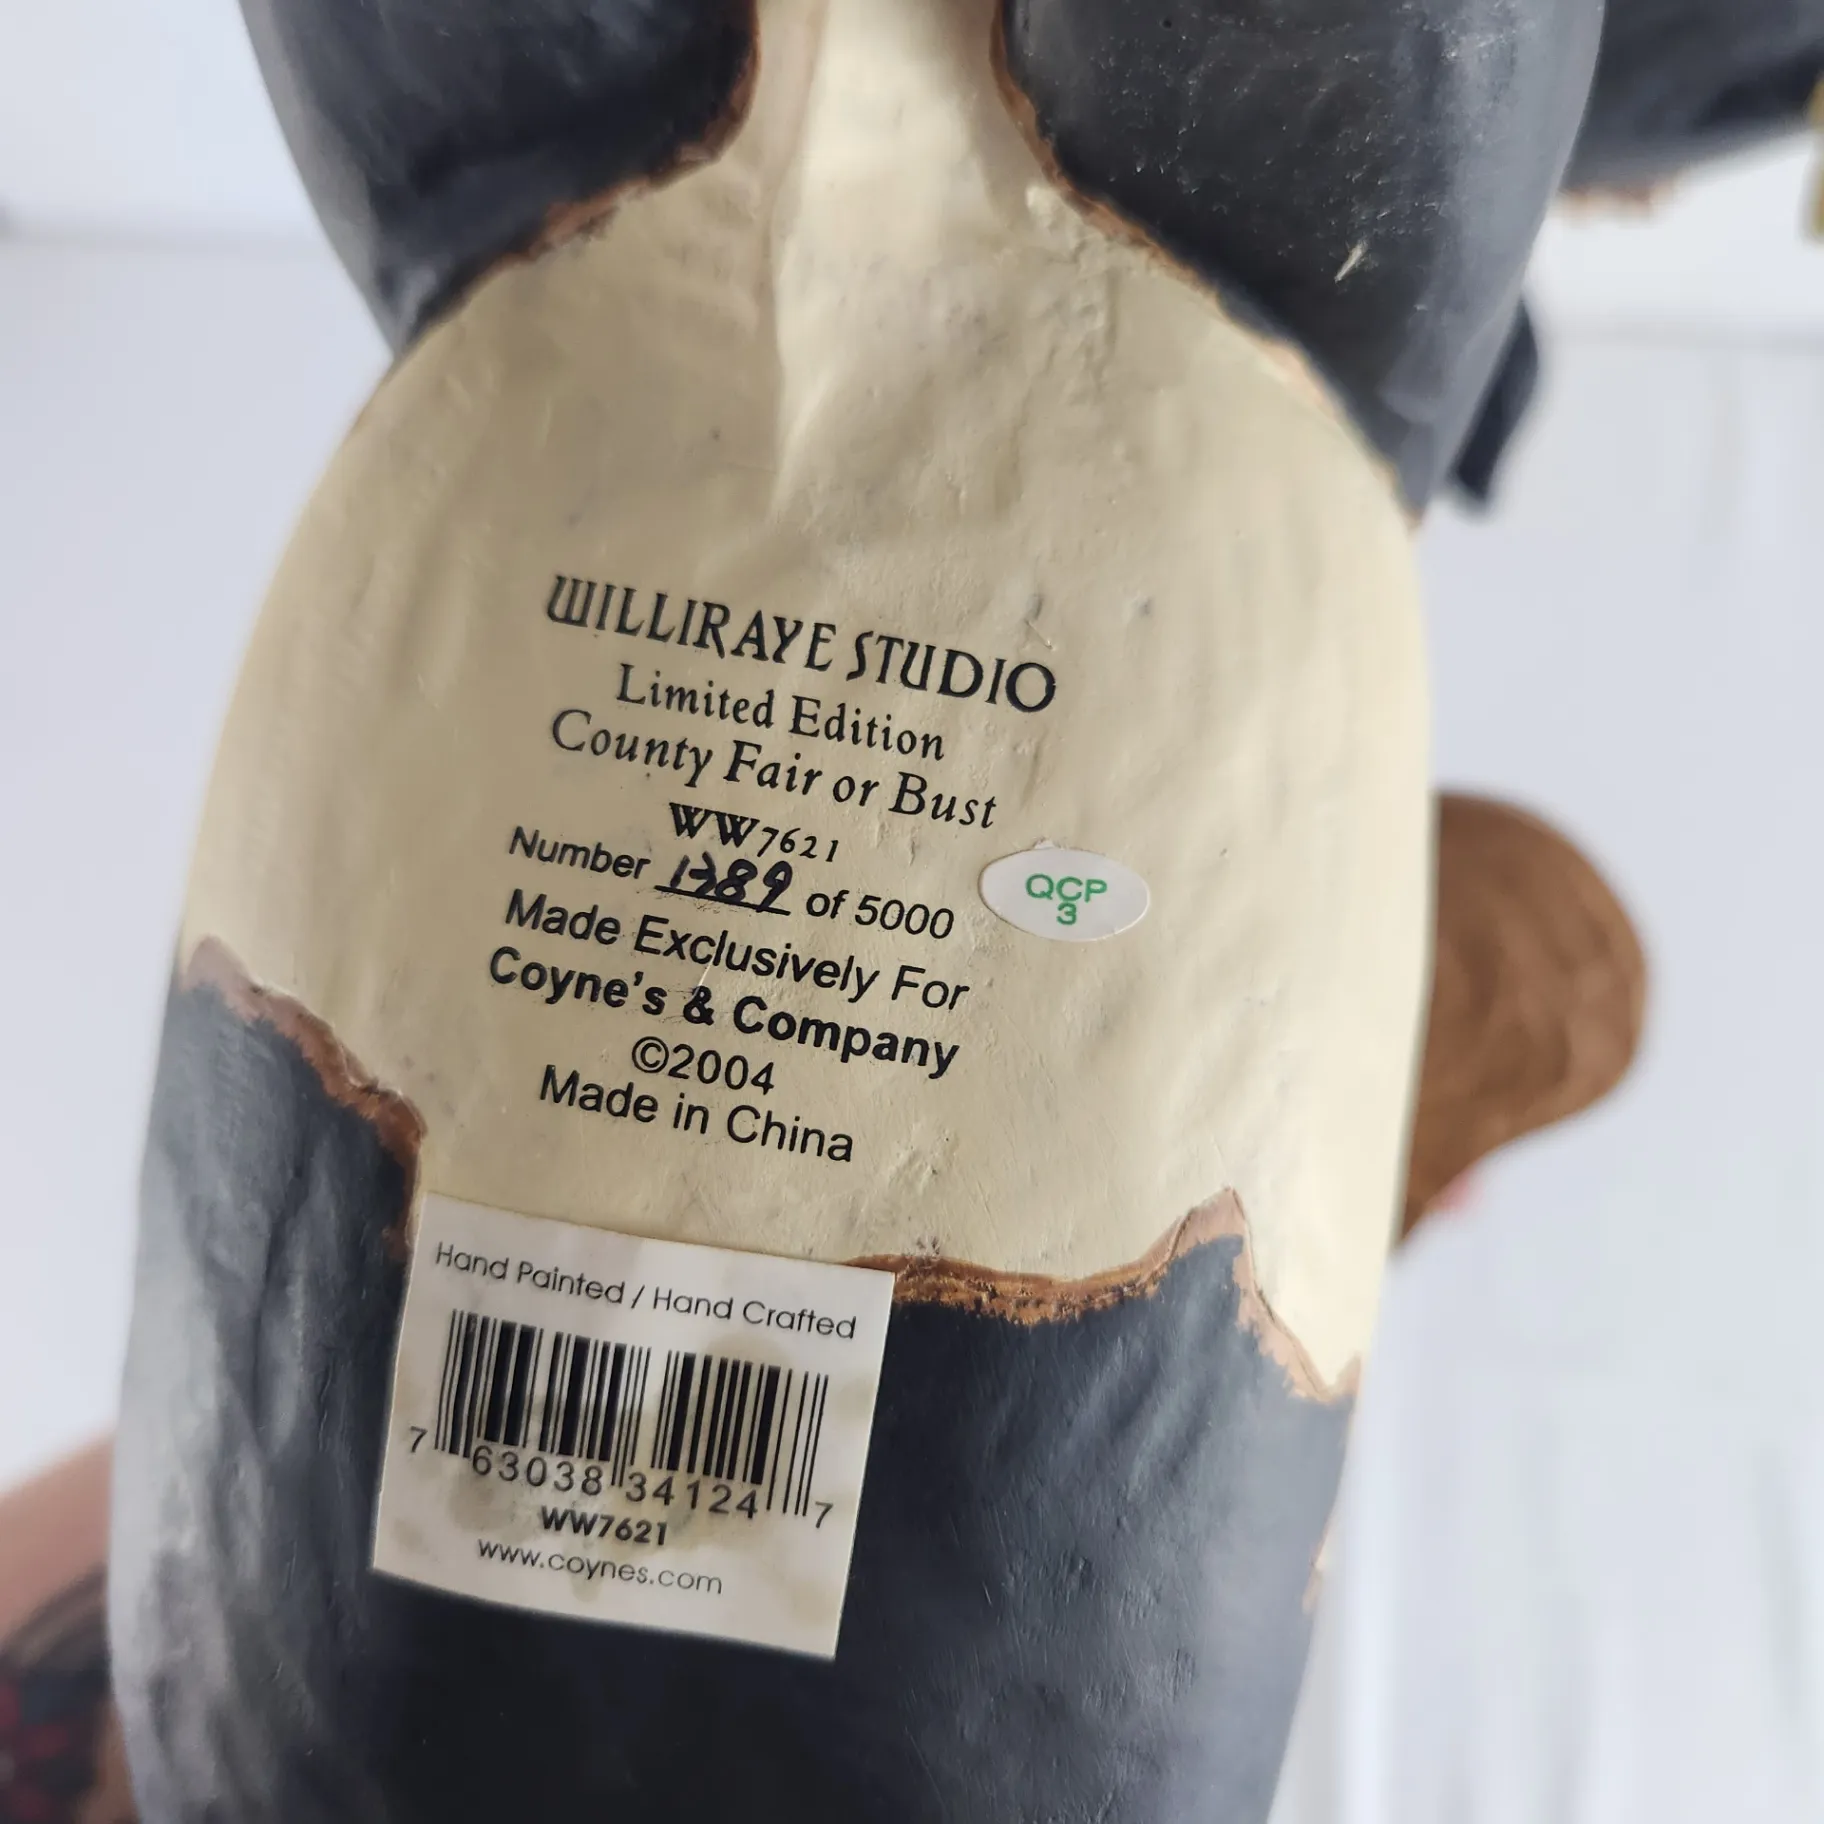 WILLIRAYE STUDIO
Limited Edition
County Fair or Bust
WW7621
Number 1389 of 5000
QCP
3
Made Exclusively For
Coyne's & Company
©2004
Made in China
Hand Painted / Hand Crafted
7 63038 34124 7
WW7621
www.coynes.com